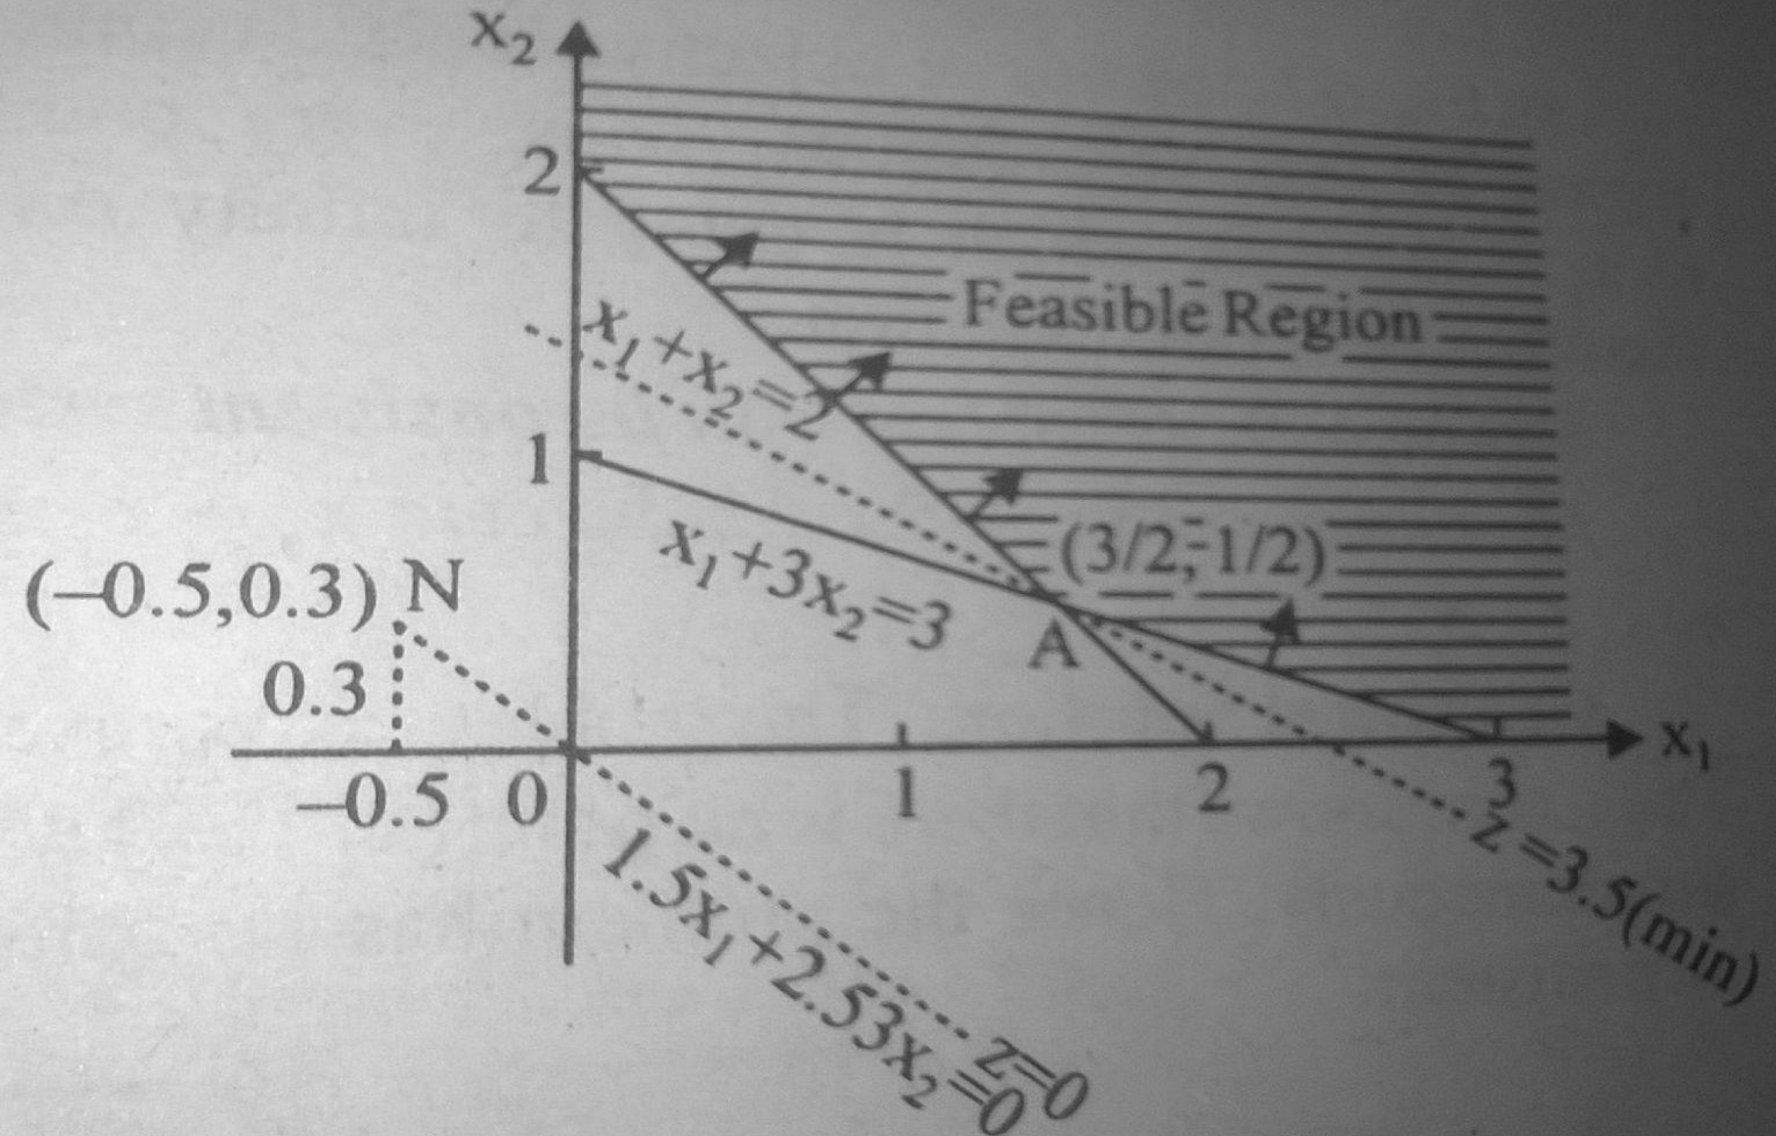 x₂
2
x₁+x₂=2
Feasible Region
1
x₁+3x₂=3
(3/2,-1/2)
(–0.5,0.3) N
0.3
A
x₁
–0.5
0
1
2
3
z=3.5(min)
1.5x₁+2.53x₂=0
z=0